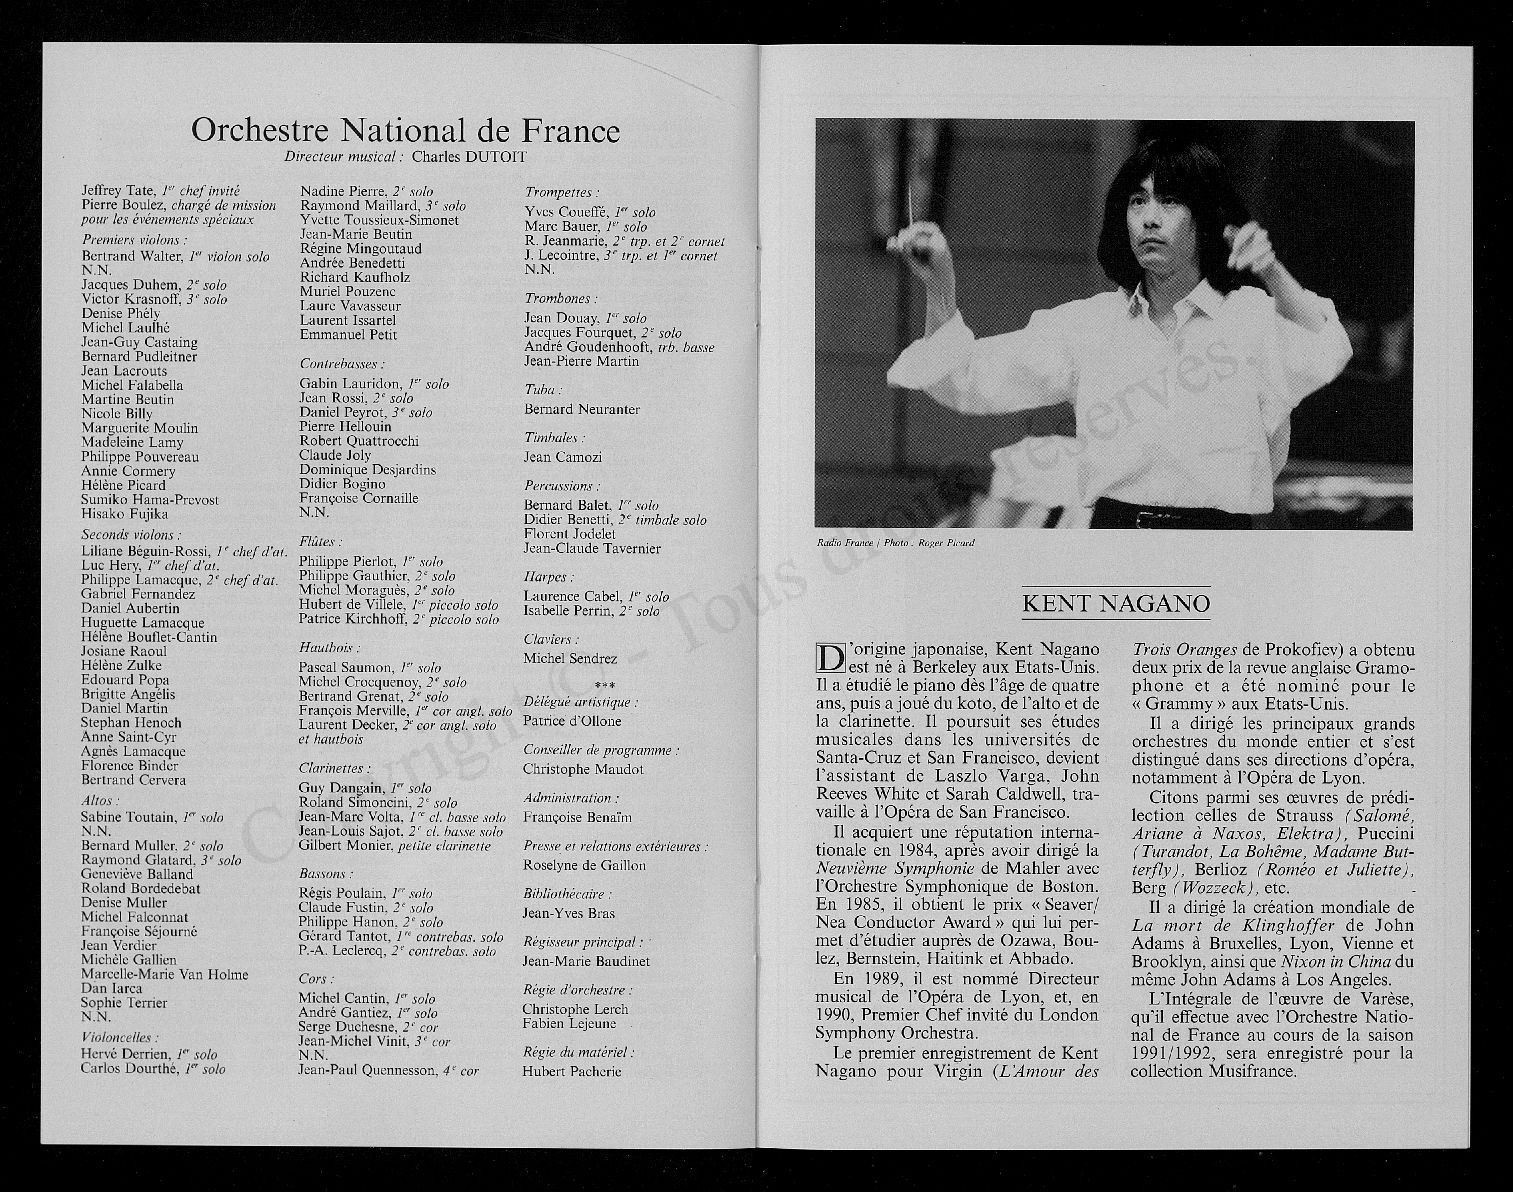 Orchestre National de France
Directeur musical : Charles DUTOIT
Jeffrey Tate, 1er chef invité
Pierre Boulez, chargé de mission
pour les événements spéciaux
Premiers violons :
Bertrand Walter, 1er violon solo
N.N.
Jacques Duhem, 2e solo
Victor Krasnoff, 3e solo
Denise Phély
Michel Laulhé
Jean-Guy Castaing
Bernard Pudleitner
Jean Lacrouts
Michel Falabella
Martine Beutin
Nicole Billy
Marguerite Moulin
Madeleine Lamy
Philippe Pouvereau
Annie Cormery
Hélène Picard
Sumiko Hama-Prevost
Hisako Fujika
Seconds violons :
Liliane Béguin-Rossi, 1e chef d'at.
Luc Hery, 1er chef d'at.
Philippe Lamacque, 2e chef d'at.
Gabriel Fernandez
Daniel Aubertin
Huguette Lamacque
Hélène Bouflet-Cantin
Josiane Raoul
Hélène Zulke
Edouard Popa
Brigitte Angélis
Daniel Martin
Stephan Henoch
Anne Saint-Cyr
Agnès Lamacque
Florence Binder
Bertrand Cervera
Altos :
Sabine Toutain, 1er solo
N.N.
Bernard Muller, 2e solo
Raymond Glatard, 3e solo
Geneviève Balland
Roland Bordedebat
Denise Muller
Michel Falconnat
Françoise Séjourné
Jean Verdier
Michèle Gallien
Marcelle-Marie Van Holme
Dan Iarca
Sophie Terrier
N.N.
Violoncelles :
Hervé Derrien, 1er solo
Carlos Dourthé, 1er solo
Nadine Pierre, 2e solo
Raymond Maillard, 3e solo
Yvette Toussieux-Simonet
Jean-Marie Beutin
Régine Mingoutaud
Andrée Benedetti
Richard Kaufholz
Muriel Pouzenc
Laure Vavasseur
Laurent Issartel
Emmanuel Petit
Contrebasses :
Gabin Lauridon, 1er solo
Jean Rossi, 2e solo
Daniel Peyrot, 3e solo
Pierre Hellouin
Robert Quattrocchi
Claude Joly
Dominique Desjardins
Didier Bogino
Françoise Cornaille
N.N.
Flûtes :
Philippe Pierlot, 1er solo
Philippe Gauthier, 2e solo
Michel Moraguès, 2e solo
Hubert de Villele, 1er piccolo solo
Patrice Kirchhoff, 2e piccolo solo
Hautbois :
Pascal Saumon, 1er solo
Michel Crocquenoy, 2e solo
Bertrand Grenat, 2e solo
François Merville, 1er cor angl. solo
Laurent Decker, 2e cor angl. solo
et hautbois
Clarinettes :
Guy Dangain, 1er solo
Roland Simoncini, 2e solo
Jean-Marc Volta, 1re cl. basse solo
Jean-Louis Sajot, 2e cl. basse solo
Gilbert Monier, petite clarinette
Bassons :
Régis Poulain, 1er solo
Claude Fustin, 2e solo
Philippe Hanon, 2e solo
Gérard Tantot, 1re contrebas. solo
P.-A. Leclercq, 2e contrebas. solo
Cors :
Michel Cantin, 1er solo
André Gantiez, 1er solo
Serge Duchesne, 2e cor
Jean-Michel Vinit, 3e cor
N.N.
Jean-Paul Quennesson, 4e cor
Trompettes :
Yves Coueffé, 1er solo
Marc Bauer, 1er solo
R. Jeanmarie, 2e trp. et 2e cornet
J. Lecointre, 3e trp. et 1er cornet
N.N.
Trombones :
Jean Douay, 1er solo
Jacques Fourquet, 2e solo
André Goudenhooft, trb. basse
Jean-Pierre Martin
Tuba :
Bernard Neuranter
Timbales :
Jean Camozi
Percussions :
Bernard Balet, 1er solo
Didier Benetti, 2e timbale solo
Florent Jodelet
Jean-Claude Tavernier
Harpes :
Laurence Cabel, 1er solo
Isabelle Perrin, 2e solo
Claviers :
Michel Sendrez
***
Délégué artistique :
Patrice d'Ollone
Conseiller de programme :
Christophe Maudot
Administration :
Françoise Benaïm
Presse et relations extérieures :
Roselyne de Gaillon
Bibliothécaire :
Jean-Yves Bras
Régisseur principal :
Jean-Marie Baudinet
Régie d'orchestre :
Christophe Lerch
Fabien Lejeune
Régie du matériel :
Hubert Pacherie
Radio France / Photo : Roger Picard
KENT NAGANO
D'origine japonaise, Kent Nagano
est né à Berkeley aux Etats-Unis.
Il a étudié le piano dès l'âge de quatre
ans, puis a joué du koto, de l'alto et de
la clarinette. Il poursuit ses études
musicales dans les universités de
Santa-Cruz et San Francisco, devient
l'assistant de Laszlo Varga, John
Reeves White et Sarah Caldwell, tra-
vaille à l'Opéra de San Francisco.
Il acquiert une réputation interna-
tionale en 1984, après avoir dirigé la
Neuvième Symphonie de Mahler avec
l'Orchestre Symphonique de Boston.
En 1985, il obtient le prix « Seaver/
Nea Conductor Award » qui lui per-
met d'étudier auprès de Ozawa, Bou-
lez, Bernstein, Haitink et Abbado.
En 1989, il est nommé Directeur
musical de l'Opéra de Lyon, et, en
1990, Premier Chef invité du London
Symphony Orchestra.
Le premier enregistrement de Kent
Nagano pour Virgin (L'Amour des
Trois Oranges de Prokofiev) a obtenu
deux prix de la revue anglaise Gramo-
phone et a été nominé pour le
« Grammy » aux Etats-Unis.
Il a dirigé les principaux grands
orchestres du monde entier et s'est
distingué dans ses directions d'opéra,
notamment à l'Opéra de Lyon.
Citons parmi ses œuvres de prédi-
lection celles de Strauss (Salomé,
Ariane à Naxos, Elektra), Puccini
(Turandot, La Bohême, Madame But-
terfly), Berlioz (Roméo et Juliette),
Berg (Wozzeck), etc.
Il a dirigé la création mondiale de
La mort de Klinghoffer de John
Adams à Bruxelles, Lyon, Vienne et
Brooklyn, ainsi que Nixon in China du
même John Adams à Los Angeles.
L'Intégrale de l'œuvre de Varèse,
qu'il effectue avec l'Orchestre Natio-
nal de France au cours de la saison
1991/1992, sera enregistré pour la
collection Musifrance.
Copyright © - Tous droits réservés